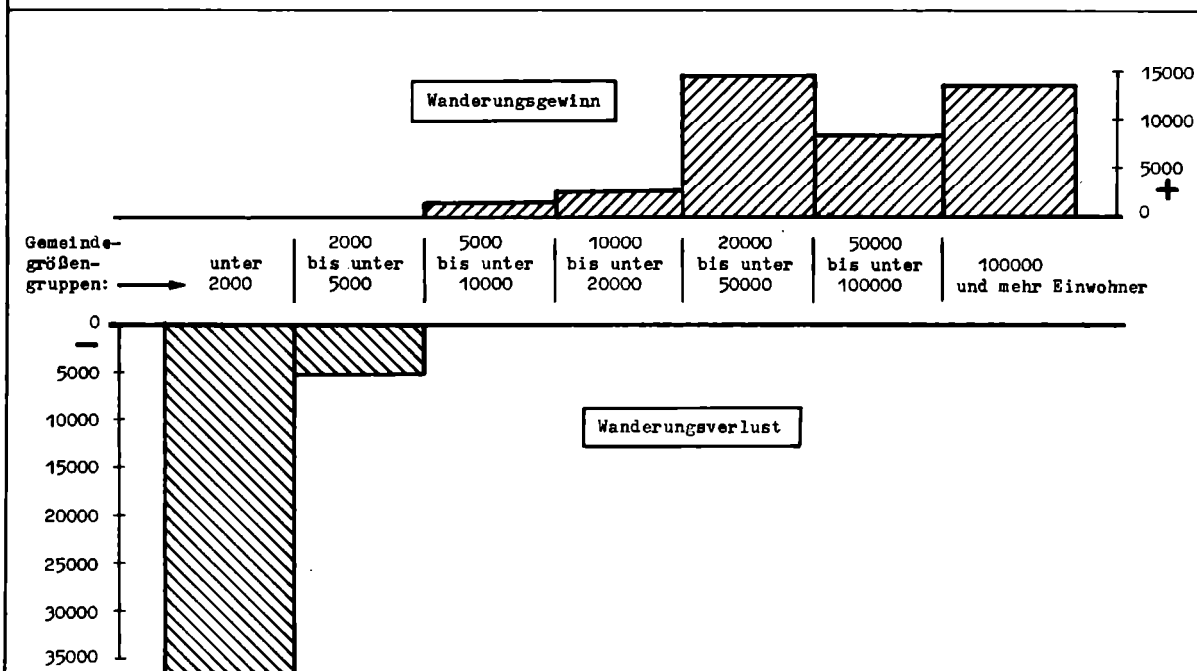 Wanderungsgewinn
15000
10000
5000
+
0
Gemeinde-
größen-
gruppen:
unter
2000
2000
bis unter
5000
5000
bis unter
10000
10000
bis unter
20000
20000
bis unter
50000
50000
bis unter
100000
100000
und mehr Einwohner
0
-
5000
10000
15000
20000
25000
30000
35000
Wanderungsverlust